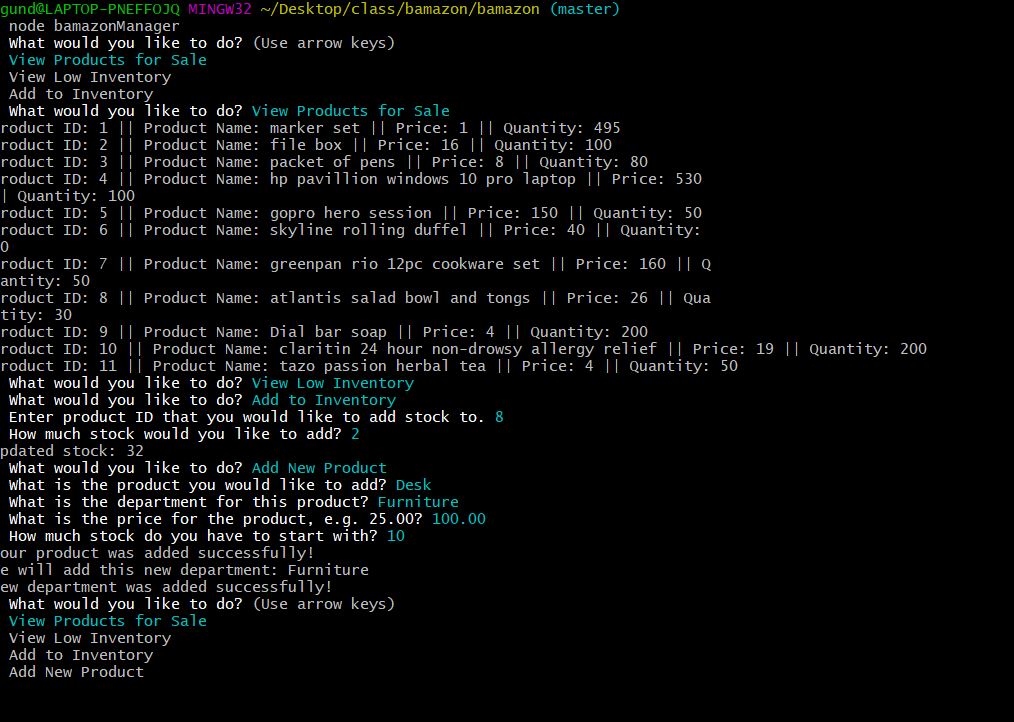 gund@LAPTOP-PNEFFOJQ MINGW32 ~/Desktop/class/bamazon/bamazon (master)
node bamazonManager
What would you like to do? (Use arrow keys)
View Products for Sale
View Low Inventory
Add to Inventory
What would you like to do? View Products for Sale
roduct ID: 1 || Product Name: marker set || Price: 1 || Quantity: 495
roduct ID: 2 || Product Name: file box || Price: 16 || Quantity: 100
roduct ID: 3 || Product Name: packet of pens || Price: 8 || Quantity: 80
roduct ID: 4 || Product Name: hp pavillion windows 10 pro laptop || Price: 530
| Quantity: 100
roduct ID: 5 || Product Name: gopro hero session || Price: 150 || Quantity: 50
roduct ID: 6 || Product Name: skyline rolling duffel || Price: 40 || Quantity:
0
roduct ID: 7 || Product Name: greenpan rio 12pc cookware set || Price: 160 || Q
antity: 50
roduct ID: 8 || Product Name: atlantis salad bowl and tongs || Price: 26 || Qua
tity: 30
roduct ID: 9 || Product Name: Dial bar soap || Price: 4 || Quantity: 200
roduct ID: 10 || Product Name: claritin 24 hour non-drowsy allergy relief || Price: 19 || Quantity: 200
roduct ID: 11 || Product Name: tazo passion herbal tea || Price: 4 || Quantity: 50
What would you like to do? View Low Inventory
What would you like to do? Add to Inventory
Enter product ID that you would like to add stock to. 8
How much stock would you like to add? 2
pdated stock: 32
What would you like to do? Add New Product
What is the product you would like to add? Desk
What is the department for this product? Furniture
What is the price for the product, e.g. 25.00? 100.00
How much stock do you have to start with? 10
our product was added successfully!
e will add this new department: Furniture
ew department was added successfully!
What would you like to do? (Use arrow keys)
View Products for Sale
View Low Inventory
Add to Inventory
Add New Product